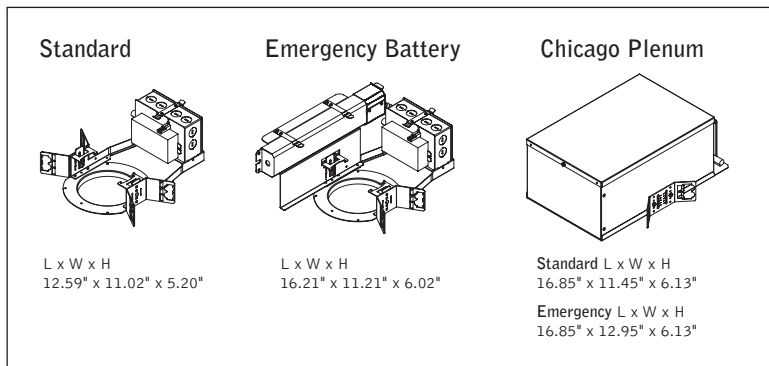 Standard
L x W x H
12.59" x 11.02" x 5.20"
Emergency Battery
L x W x H
16.21" x 11.21" x 6.02"
Chicago Plenum
Standard L x W x H
16.85" x 11.45" x 6.13"
Emergency L x W x H
16.85" x 12.95" x 6.13"